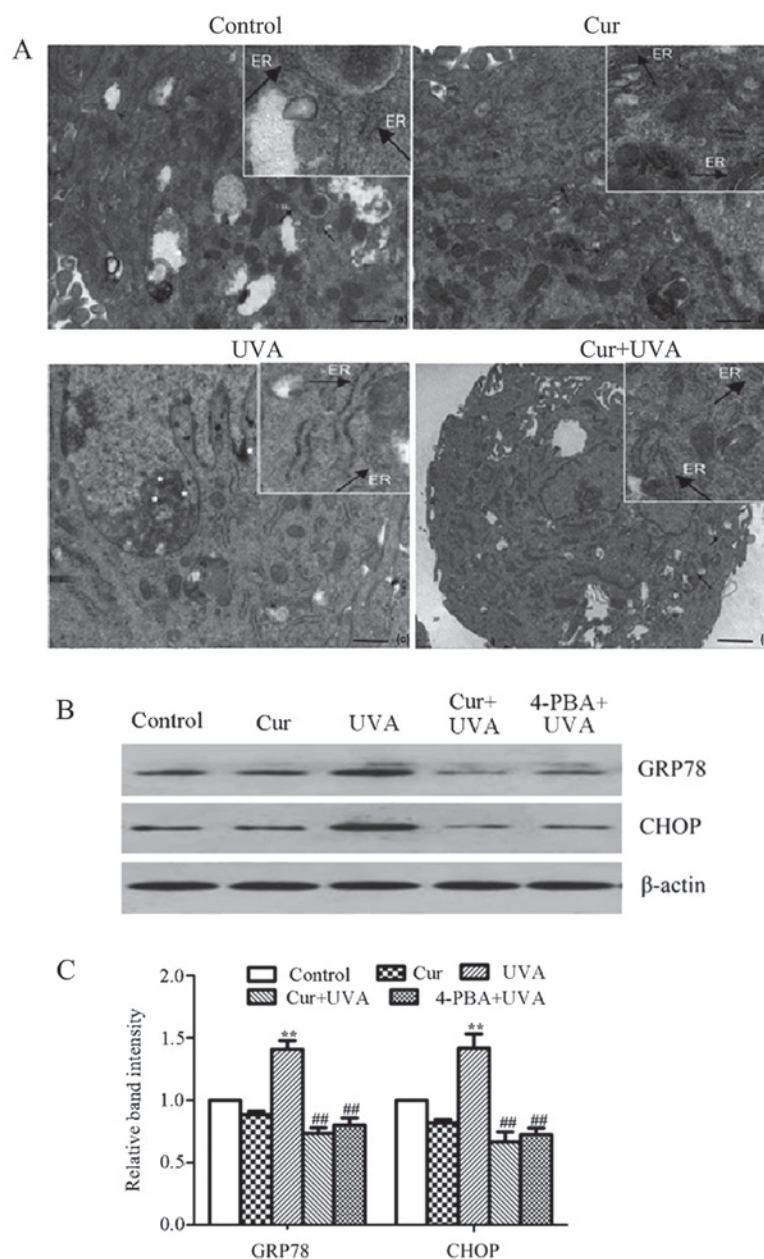 A
Control
Cur
ER
ER
ER
ER
(a)
UVA
Cur+UVA
ER
ER
ER
ER
(c)
B
Control
Cur
UVA
Cur+
UVA
4-PBA+
UVA
GRP78
CHOP
β-actin
C
Relative band intensity
2.0
1.5
1.0
0.5
0.0
Control
Cur
UVA
Cur+UVA
4-PBA+UVA
**
##
##
**
##
##
GRP78
CHOP